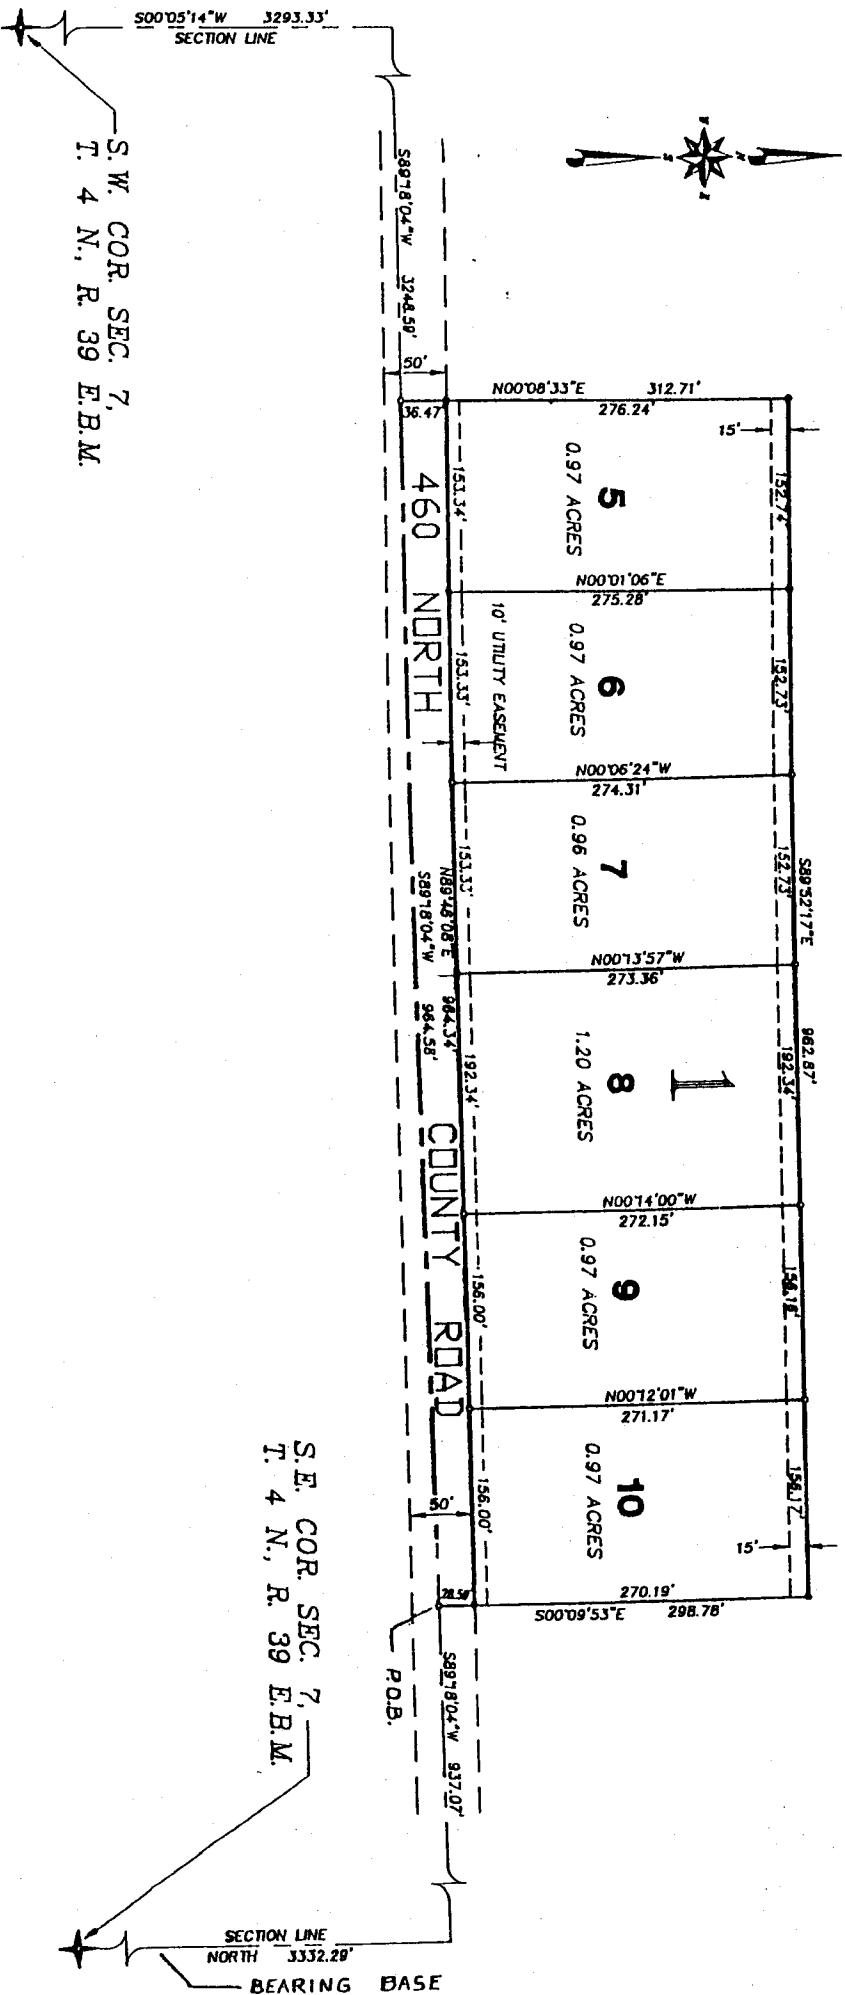 S00°05'14"W 3293.33'
SECTION LINE
S.W. COR. SEC. 7,
T. 4 N., R. 39 E.B.M.
S89°18'04"W 3248.59'
N
S
50'
36.47'
N00°08'33"E 312.71'
276.24'
15'
153.34'
152.74'
5
0.97 ACRES
N00°01'06"E
275.28'
153.33'
152.73'
6
0.97 ACRES
10' UTILITY EASEMENT
N00°06'24"W
274.31'
153.33'
152.73'
7
0.96 ACRES
S89°52'17"E 962.87'
N00°13'57"W
273.36'
N89°48'08"E 964.34'
S89°18'04"W 964.58'
192.34'
192.34'
8
1.20 ACRES
1
N00°14'00"W
272.15'
156.00'
156.18'
9
0.97 ACRES
N00°12'01"W
271.17'
156.00'
156.17'
10
0.97 ACRES
15'
270.19'
S00°09'53"E 298.78'
460 NORTH COUNTY ROAD
50'
P.O.B.
S89°18'04"W 937.07'
S.E. COR. SEC. 7,
T. 4 N., R. 39 E.B.M.
SECTION LINE
NORTH 3332.29'
BEARING BASE